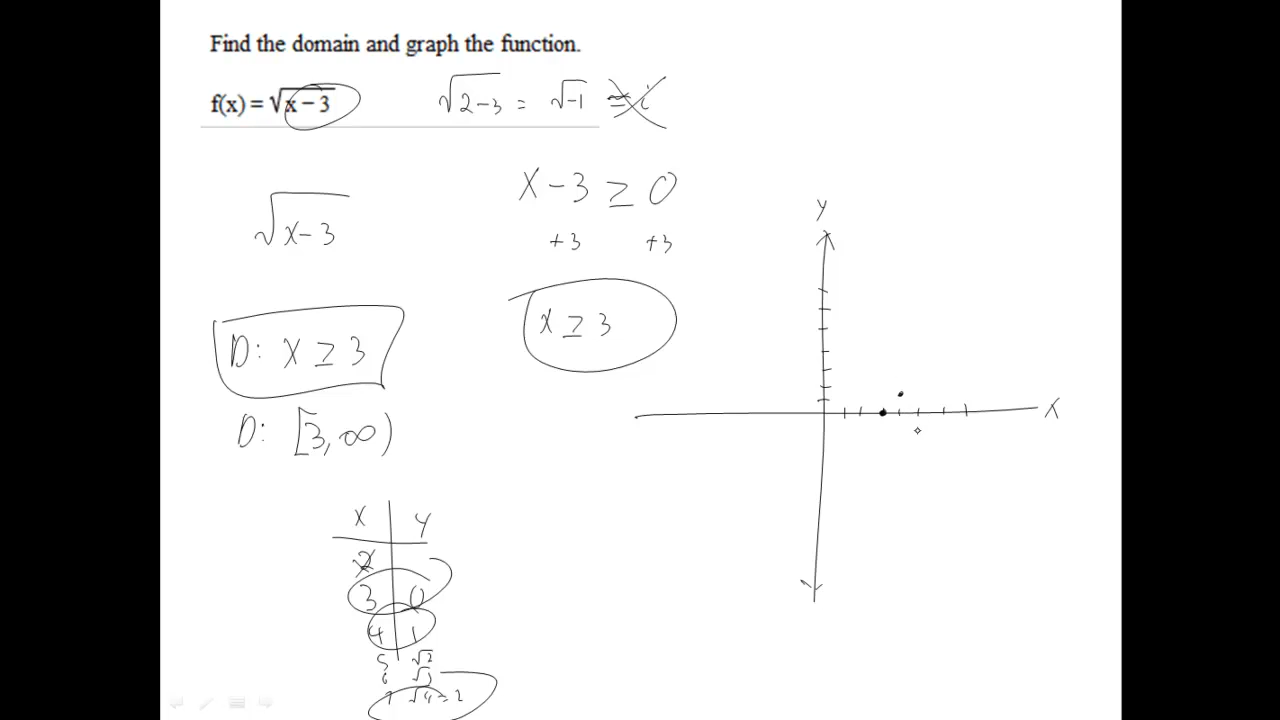 Find the domain and graph the function.
f(x) = √x − 3
√2−3 = √−1 = i
x − 3 ≥ 0
√x−3
+3 +3
x ≥ 3
D: x ≥ 3
D: [3, ∞)
y
x
x y
2
3 0
4 1
5 √2
6 √3
7 √4 = 2